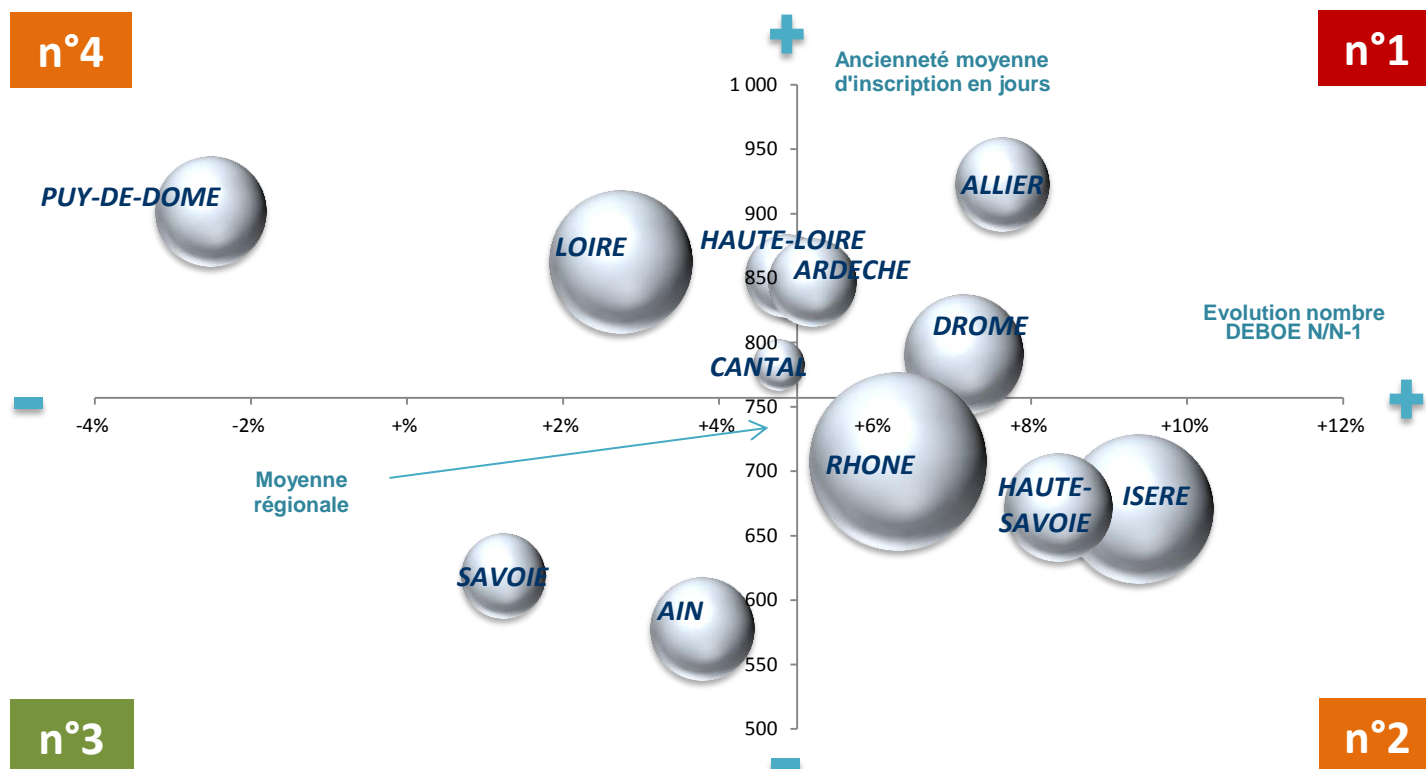 n°4
n°1
Ancienneté moyenne
d'inscription en jours
1 000
950
ALLIER
PUY-DE-DOME
900
LOIRE
HAUTE-LOIRE
850
ARDECHE
Evolution nombre
DEBOE N/N-1
DROME
800
CANTAL
750
-4%
-2%
+%
+2%
+4%
+6%
+8%
+10%
+12%
Moyenne
régionale
RHONE
700
HAUTE-
SAVOIE
ISERE
650
SAVOIE
AIN
600
550
500
n°3
n°2